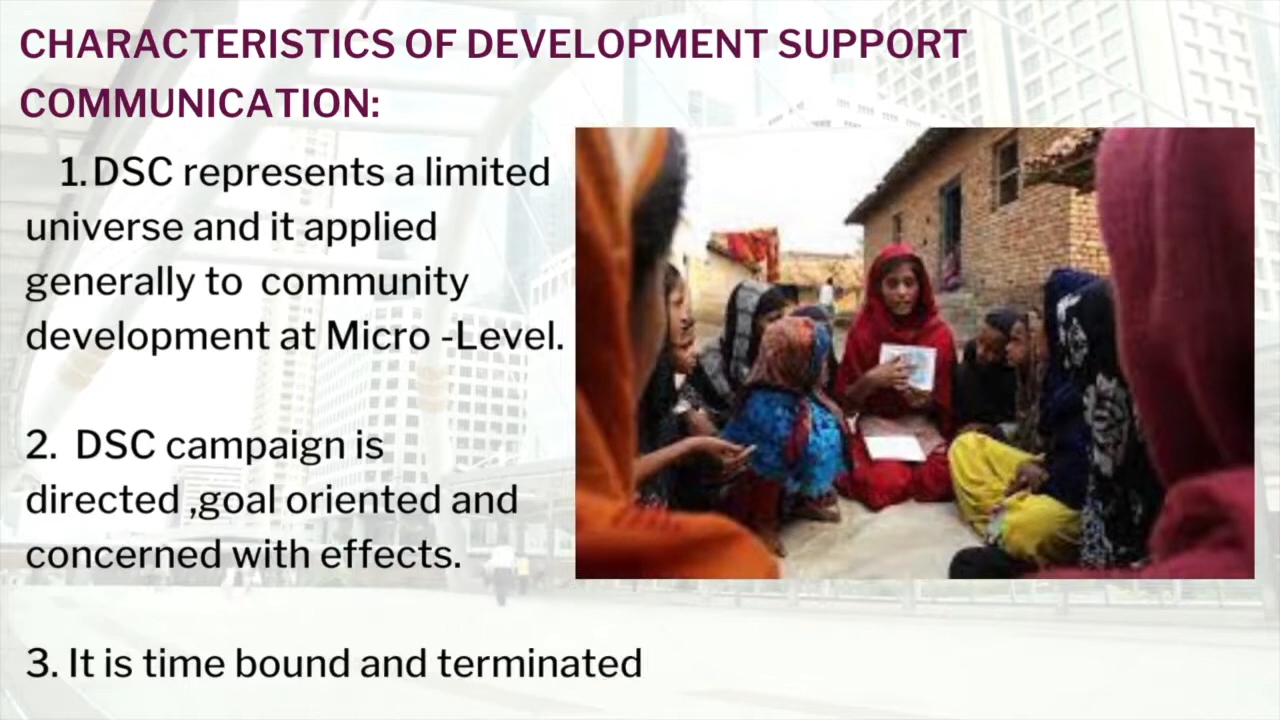 CHARACTERISTICS OF DEVELOPMENT SUPPORT
COMMUNICATION:
1. DSC represents a limited
universe and it applied
generally to community
development at Micro -Level.
2. DSC campaign is
directed ,goal oriented and
concerned with effects.
3. It is time bound and terminated